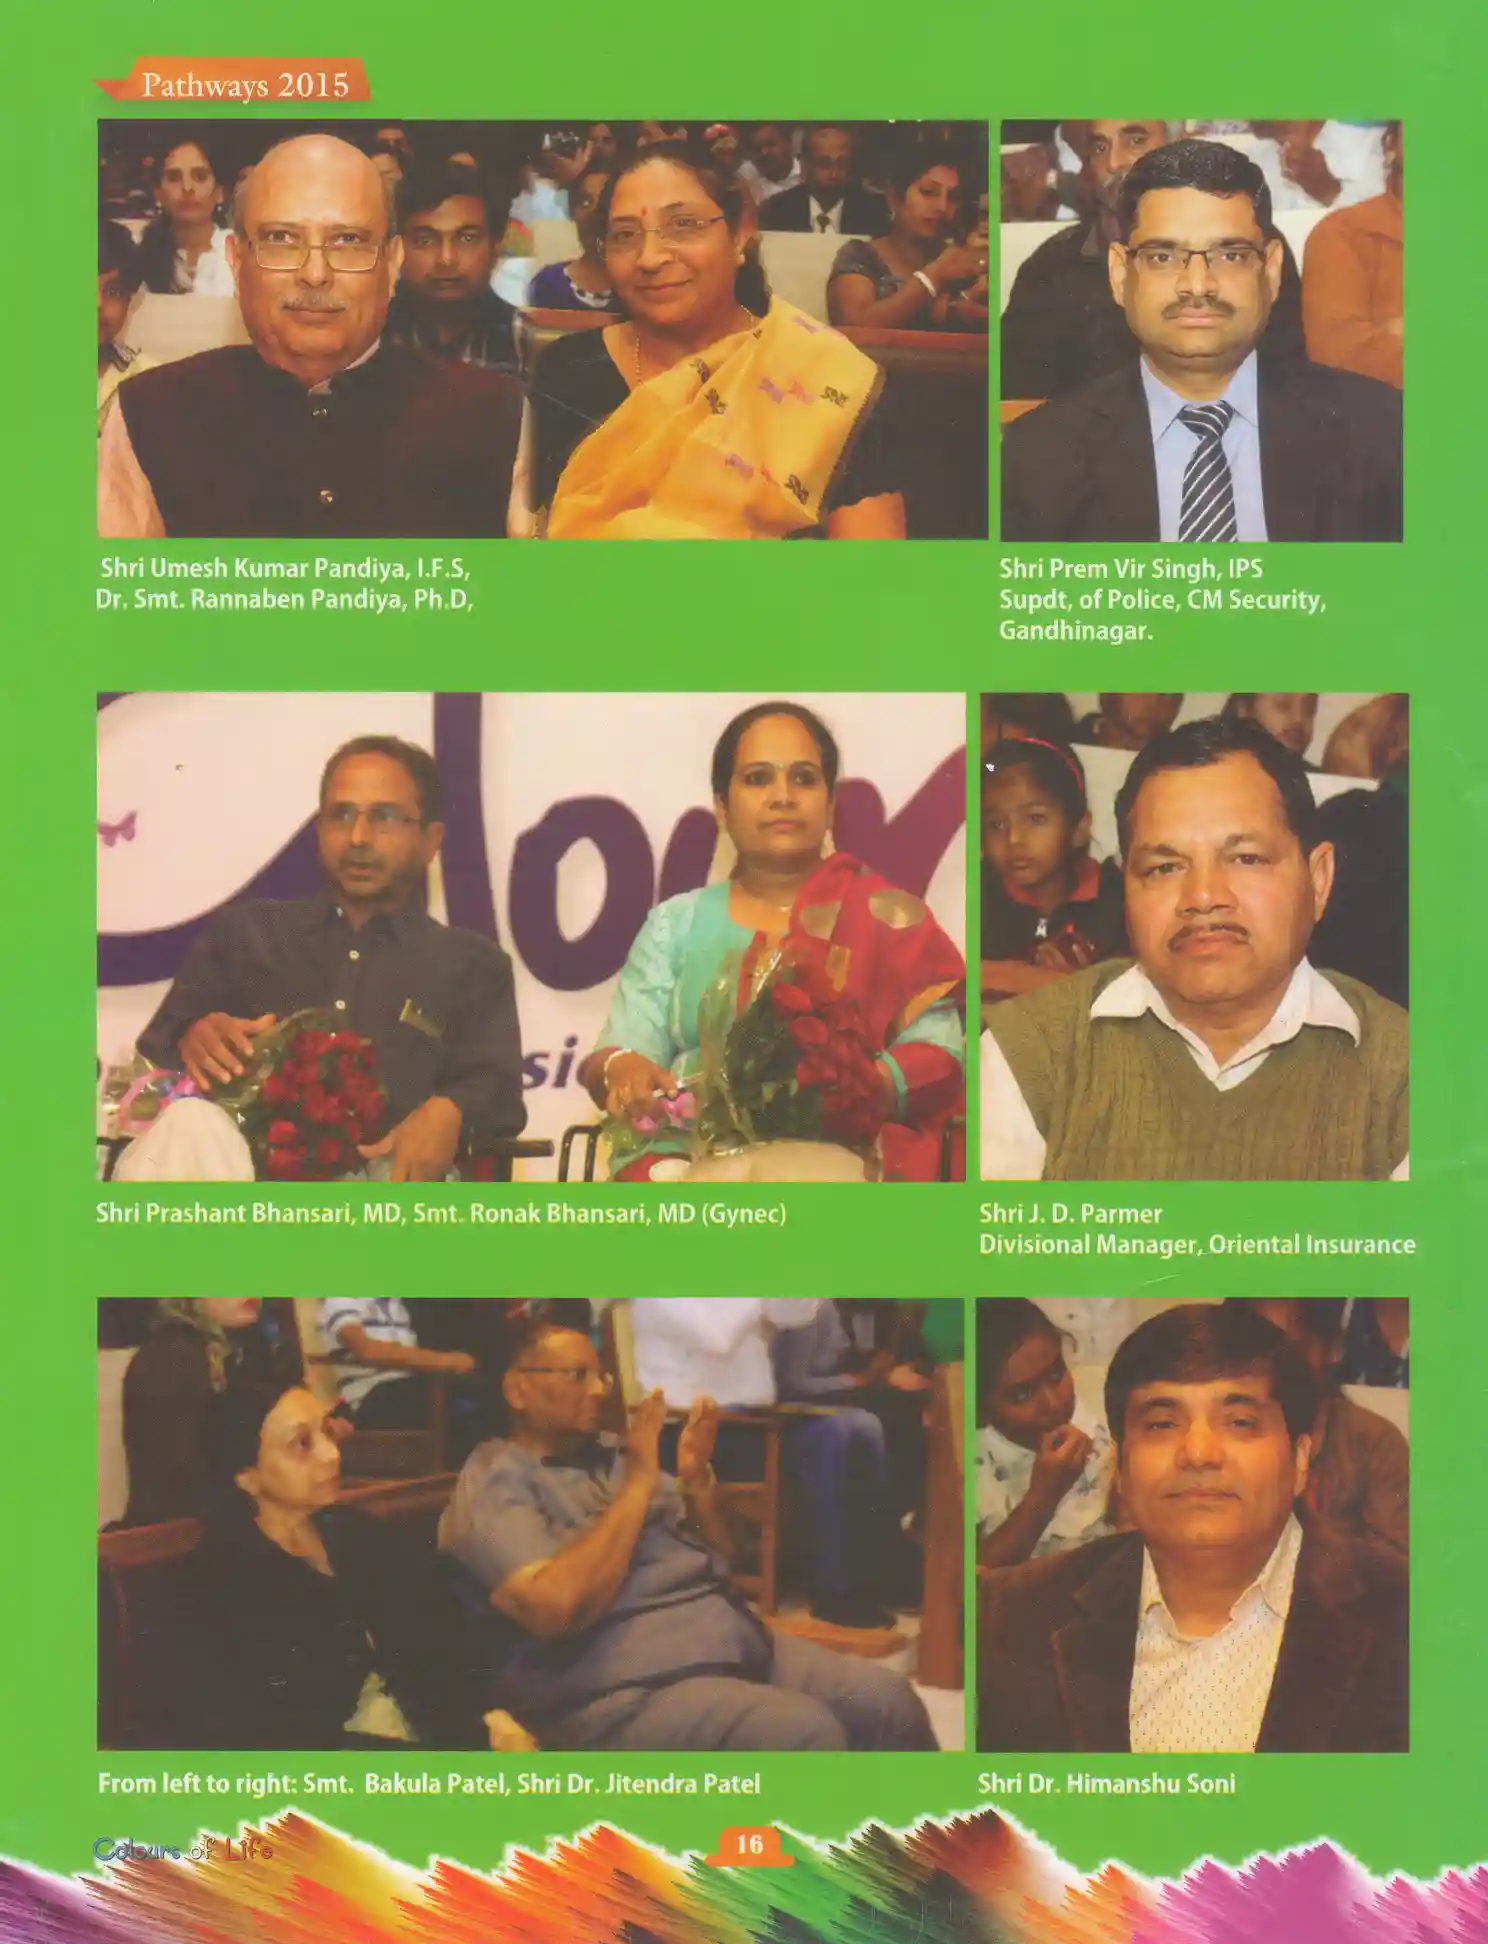 Pathways 2015
Shri Umesh Kumar Pandiya, I.F.S,
Dr. Smt. Rannaben Pandiya, Ph.D,
Shri Prem Vir Singh, IPS
Supdt, of Police, CM Security,
Gandhinagar.
Shri Prashant Bhansari, MD, Smt. Ronak Bhansari, MD (Gynec)
Shri J. D. Parmer
Divisional Manager, Oriental Insurance
From left to right: Smt. Bakula Patel, Shri Dr. Jitendra Patel
Shri Dr. Himanshu Soni
Colours of Life
16